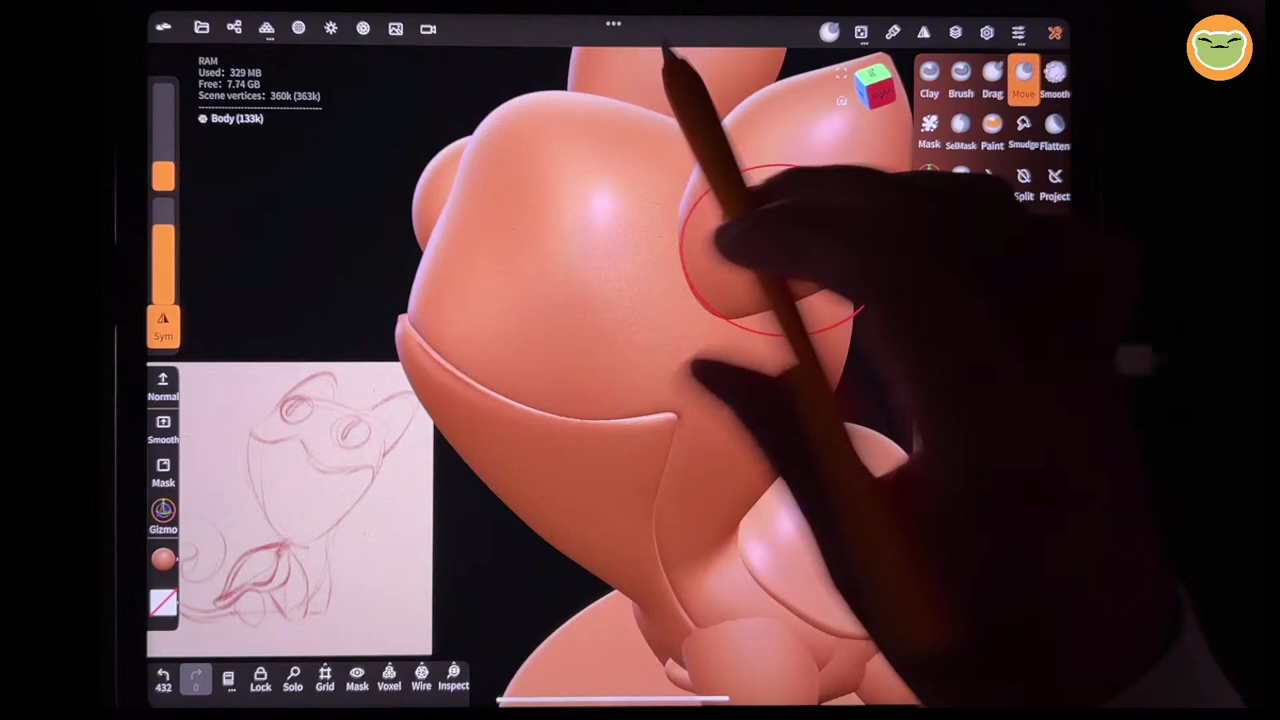 RAM
Used: 329 MB
Free: 7.74 GB
Scene vertices: 360k (363k)
Body (133k)
Right
Clay Brush Drag Move Smooth
Mask SelMask Paint Smudge Flatten
Split Project
Sym
Normal
Smooth
Mask
Gizmo
432 0 Lock Solo Grid Mask Voxel Wire Inspect